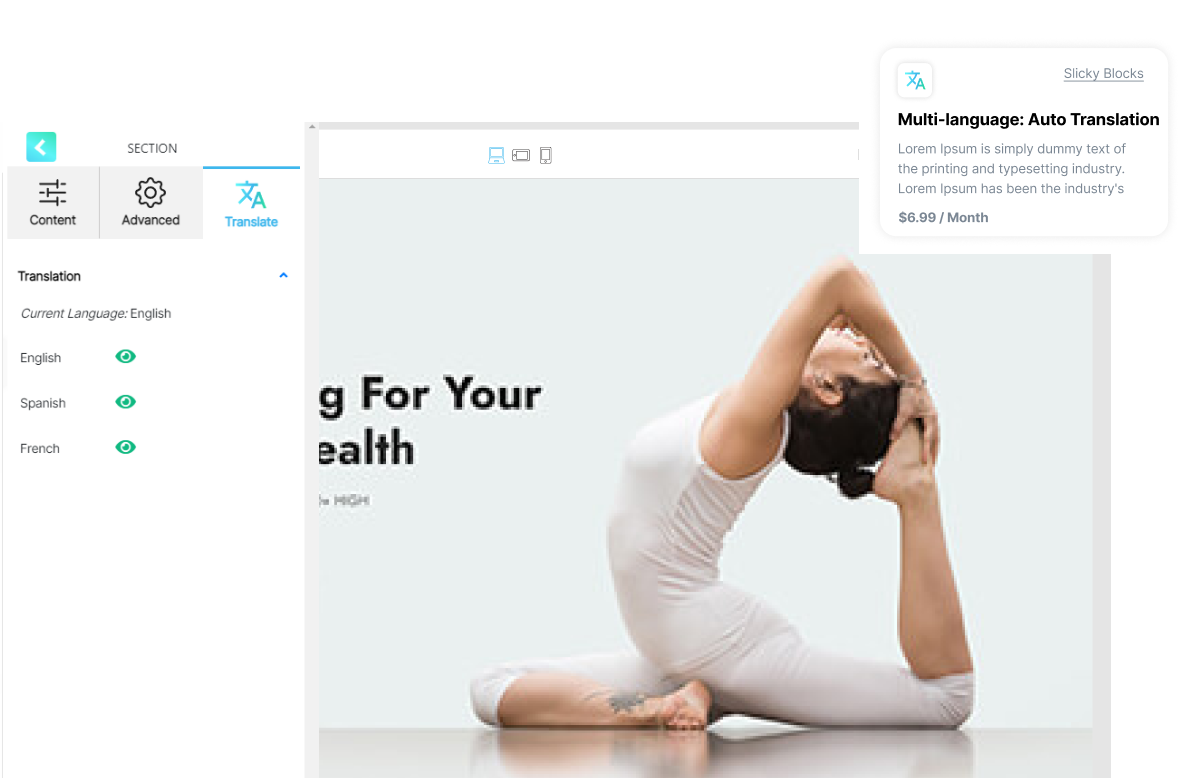 Slicky Blocks
Multi-language: Auto Translation
Lorem Ipsum is simply dummy text of
the printing and typesetting industry.
Lorem Ipsum has been the industry's
$6.99 / Month
SECTION
Content
Advanced
Translate
Translation
Current Language: English
English
Spanish
French
g For Your
ealth
HIGH